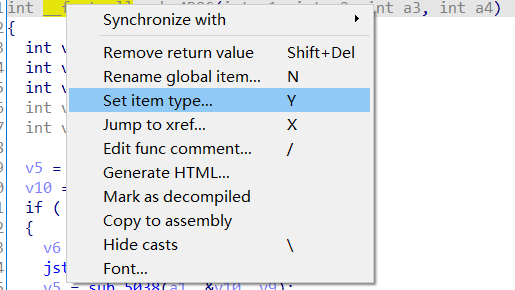 int a3, int a4)
{
Synchronize with
int
Remove return value Shift+Del
int
Rename global item... N
int
Set item type... Y
int v
Jump to xref... X
int v
Edit func comment... /
v5 =
Generate HTML...
v10 =
Mark as decompiled
if (
Copy to assembly
{
Hide casts \
v6
Font...
jst
v5 = sub_5038(a1, &v10, v9);